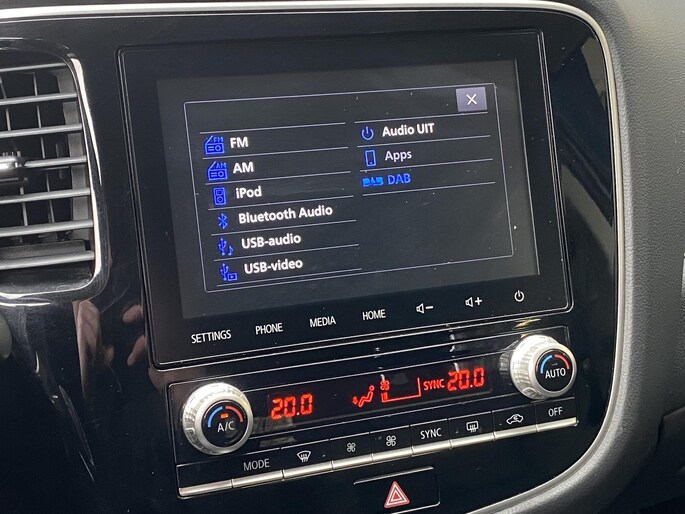 FM
AM
iPod
Bluetooth Audio
USB-audio
USB-video
Audio UIT
Apps
DAB DAB
SETTINGS PHONE MEDIA HOME - +
20.0 SYNC 20.0
A/C AUTO
MODE SYNC OFF